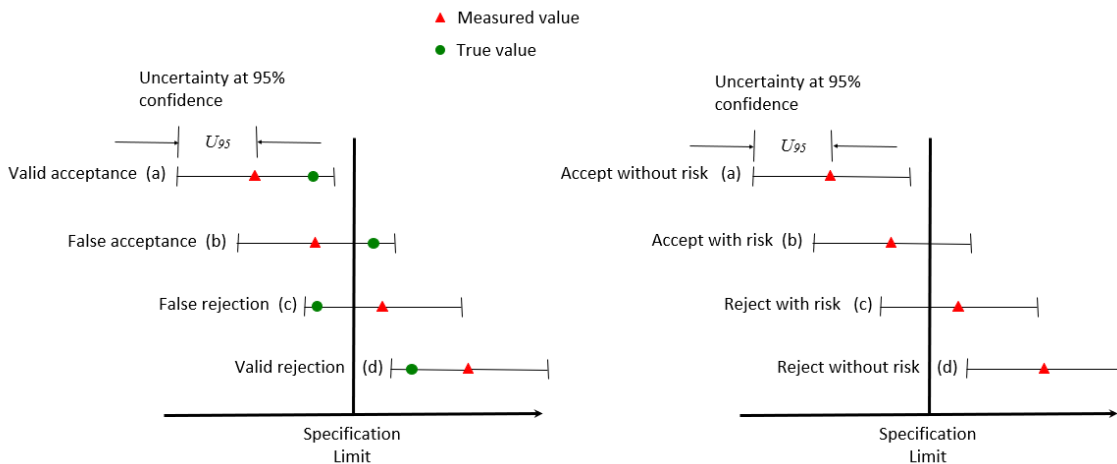 Measured value
True value
Uncertainty at 95%
confidence
U95
Valid acceptance (a)
False acceptance (b)
False rejection (c)
Valid rejection (d)
Specification
Limit
Uncertainty at 95%
confidence
U95
Accept without risk (a)
Accept with risk (b)
Reject with risk (c)
Reject without risk (d)
Specification
Limit